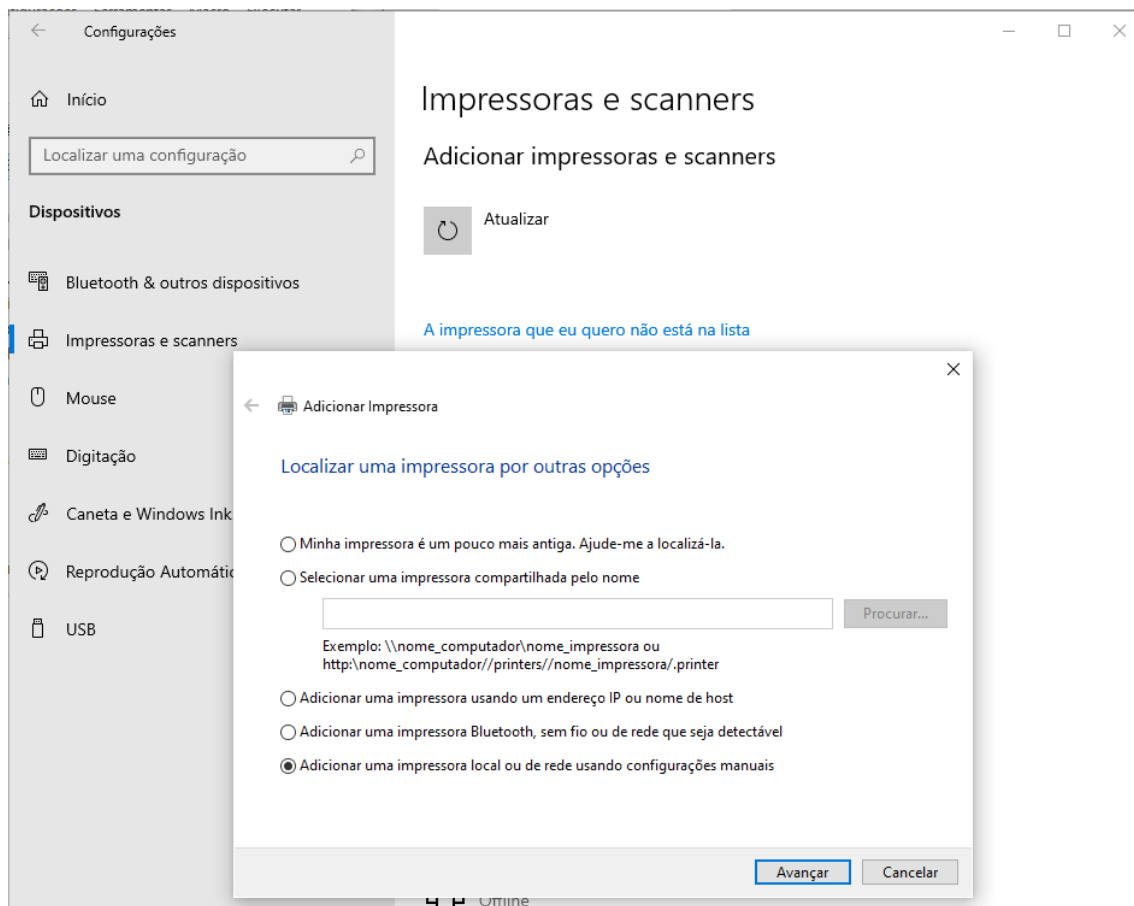 Configurações
Início
Localizar uma configuração
Dispositivos
Bluetooth & outros dispositivos
Impressoras e scanners
Mouse
Digitação
Caneta e Windows Ink
Reprodução Automátic
USB
Impressoras e scanners
Adicionar impressoras e scanners
Atualizar
A impressora que eu quero não está na lista
Adicionar Impressora
Localizar uma impressora por outras opções
Minha impressora é um pouco mais antiga. Ajude-me a localizá-la.
Selecionar uma impressora compartilhada pelo nome
Procurar...
Exemplo: \\nome_computador\nome_impressora ou
http:\nome_computador//printers//nome_impressora/.printer
Adicionar uma impressora usando um endereço IP ou nome de host
Adicionar uma impressora Bluetooth, sem fio ou de rede que seja detectável
Adicionar uma impressora local ou de rede usando configurações manuais
Avançar
Cancelar
Offline